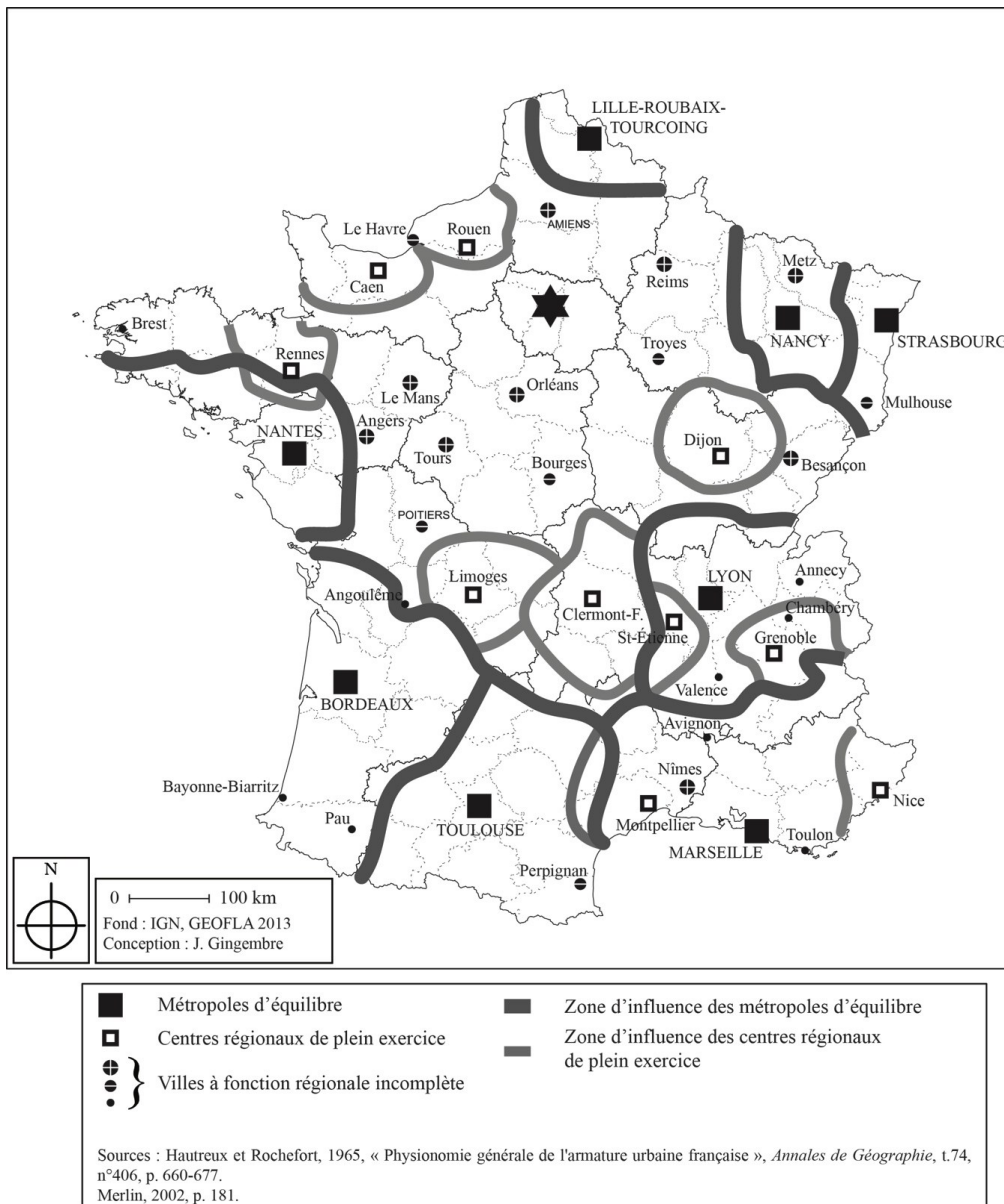 LILLE-ROUBAIX-
TOURCOING
AMIENS
Le Havre
Rouen
Caen
Reims
Metz
NANCY
STRASBOURG
Brest
Rennes
Troyes
Le Mans
Orléans
Mulhouse
NANTES
Angers
Tours
Bourges
Dijon
Besançon
POITIERS
Limoges
Angoulême
Clermont-F.
LYON
Annecy
Chambéry
St-Étienne
Grenoble
Valence
BORDEAUX
Avignon
Nîmes
Bayonne-Biarritz
Pau
TOULOUSE
Montpellier
MARSEILLE
Nice
Toulon
Perpignan
N
0 100 km
Fond : IGN, GEOFLA 2013
Conception : J. Gingembre
Métropoles d'équilibre
Centres régionaux de plein exercice
Villes à fonction régionale incomplète
Zone d'influence des métropoles d'équilibre
Zone d'influence des centres régionaux
de plein exercice
Sources : Hautreux et Rochefort, 1965, « Physionomie générale de l'armature urbaine française », Annales de Géographie, t.74,
n°406, p. 660-677.
Merlin, 2002, p. 181.